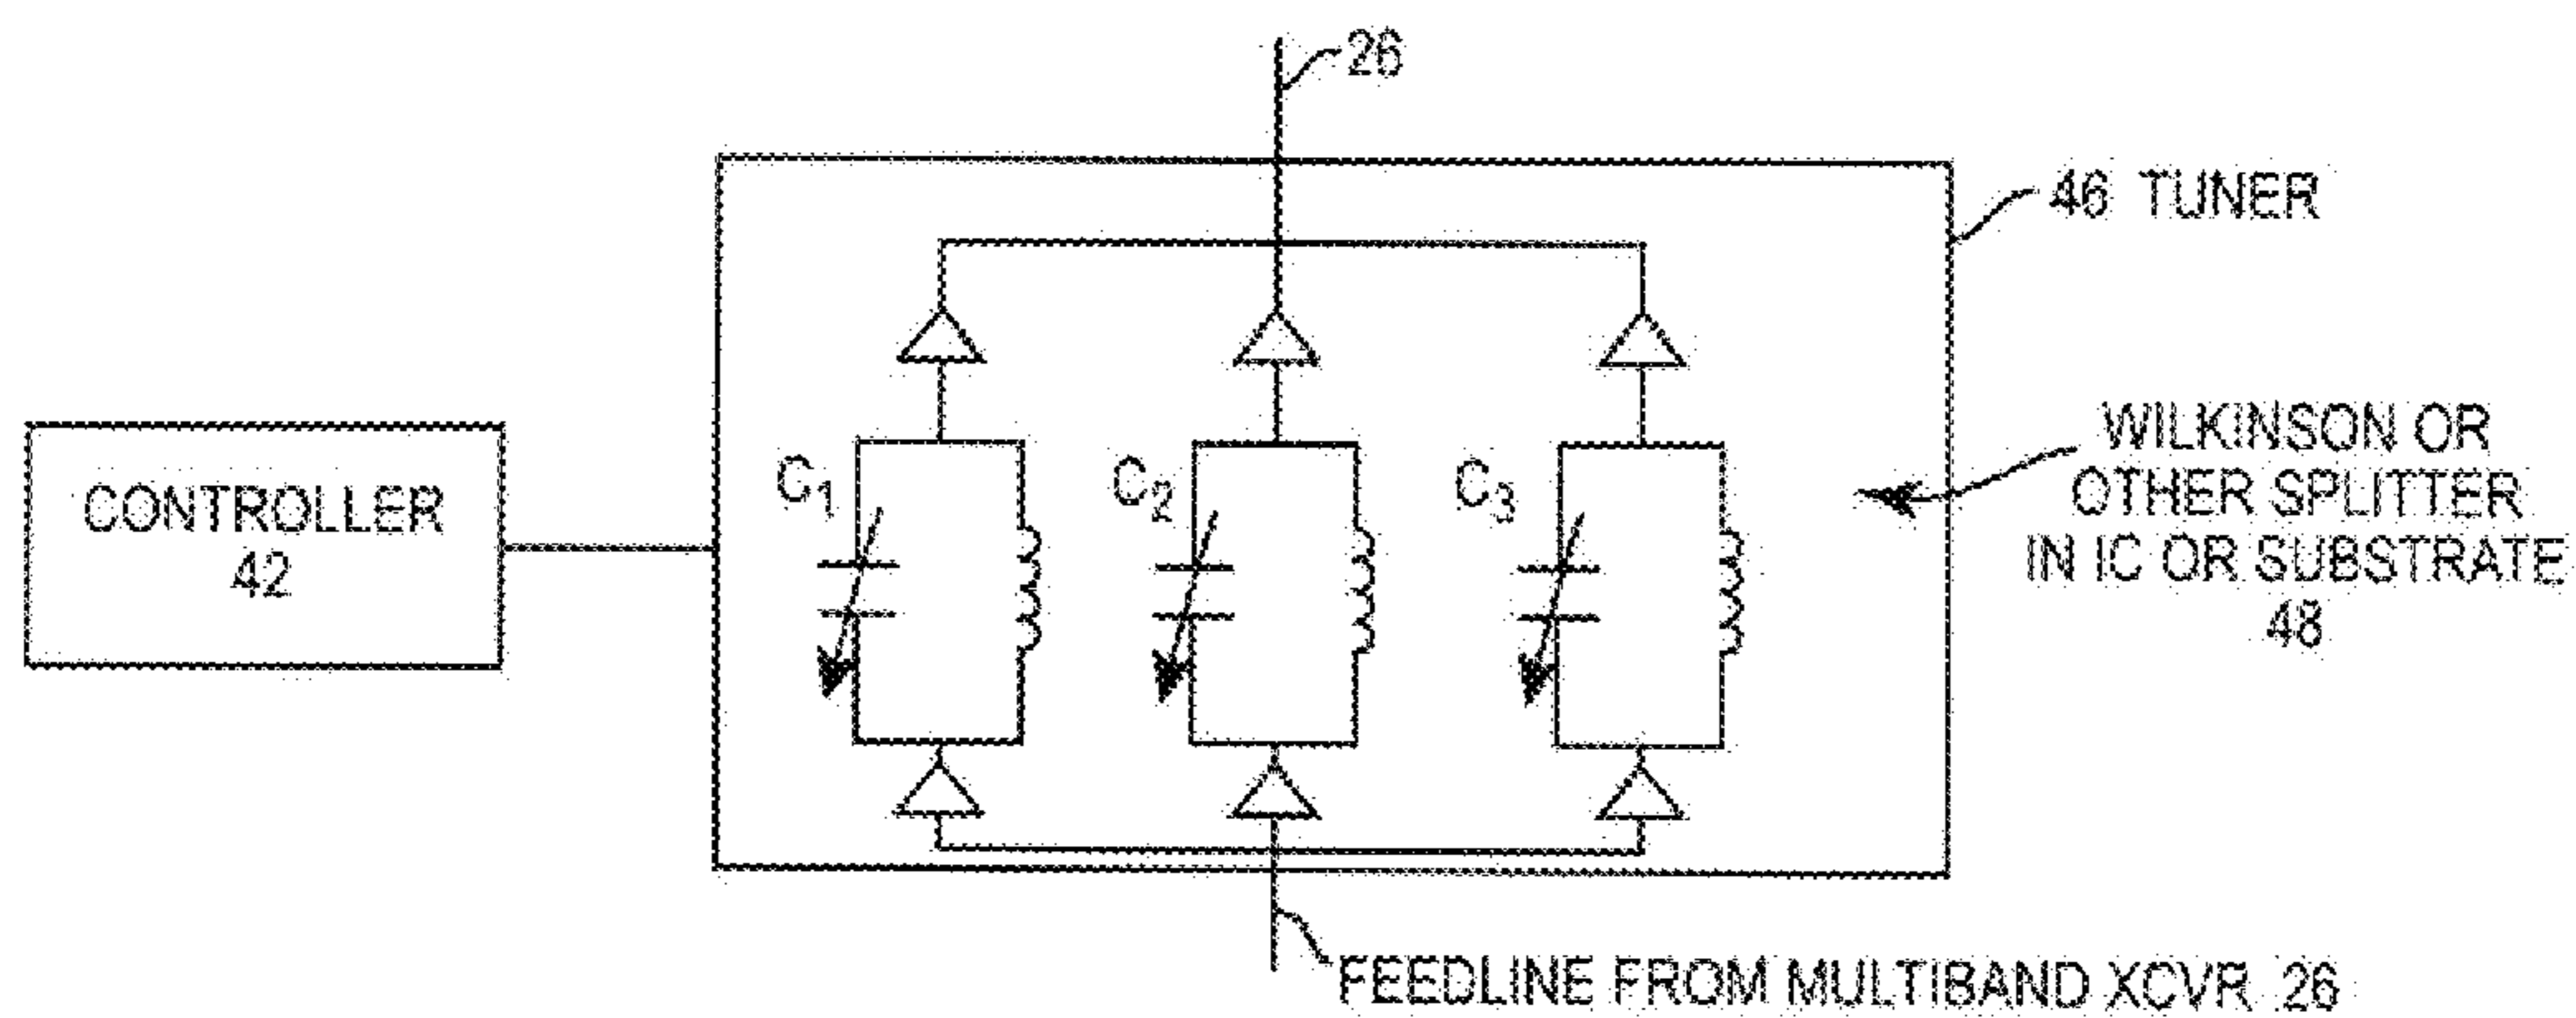 26
46 TUNER
WILKINSON OR
OTHER SPLITTER
IN IC OR SUBSTRATE
48
CONTROLLER
42
C1
C2
C3
FEEDLINE FROM MULTIBAND XCVR 26